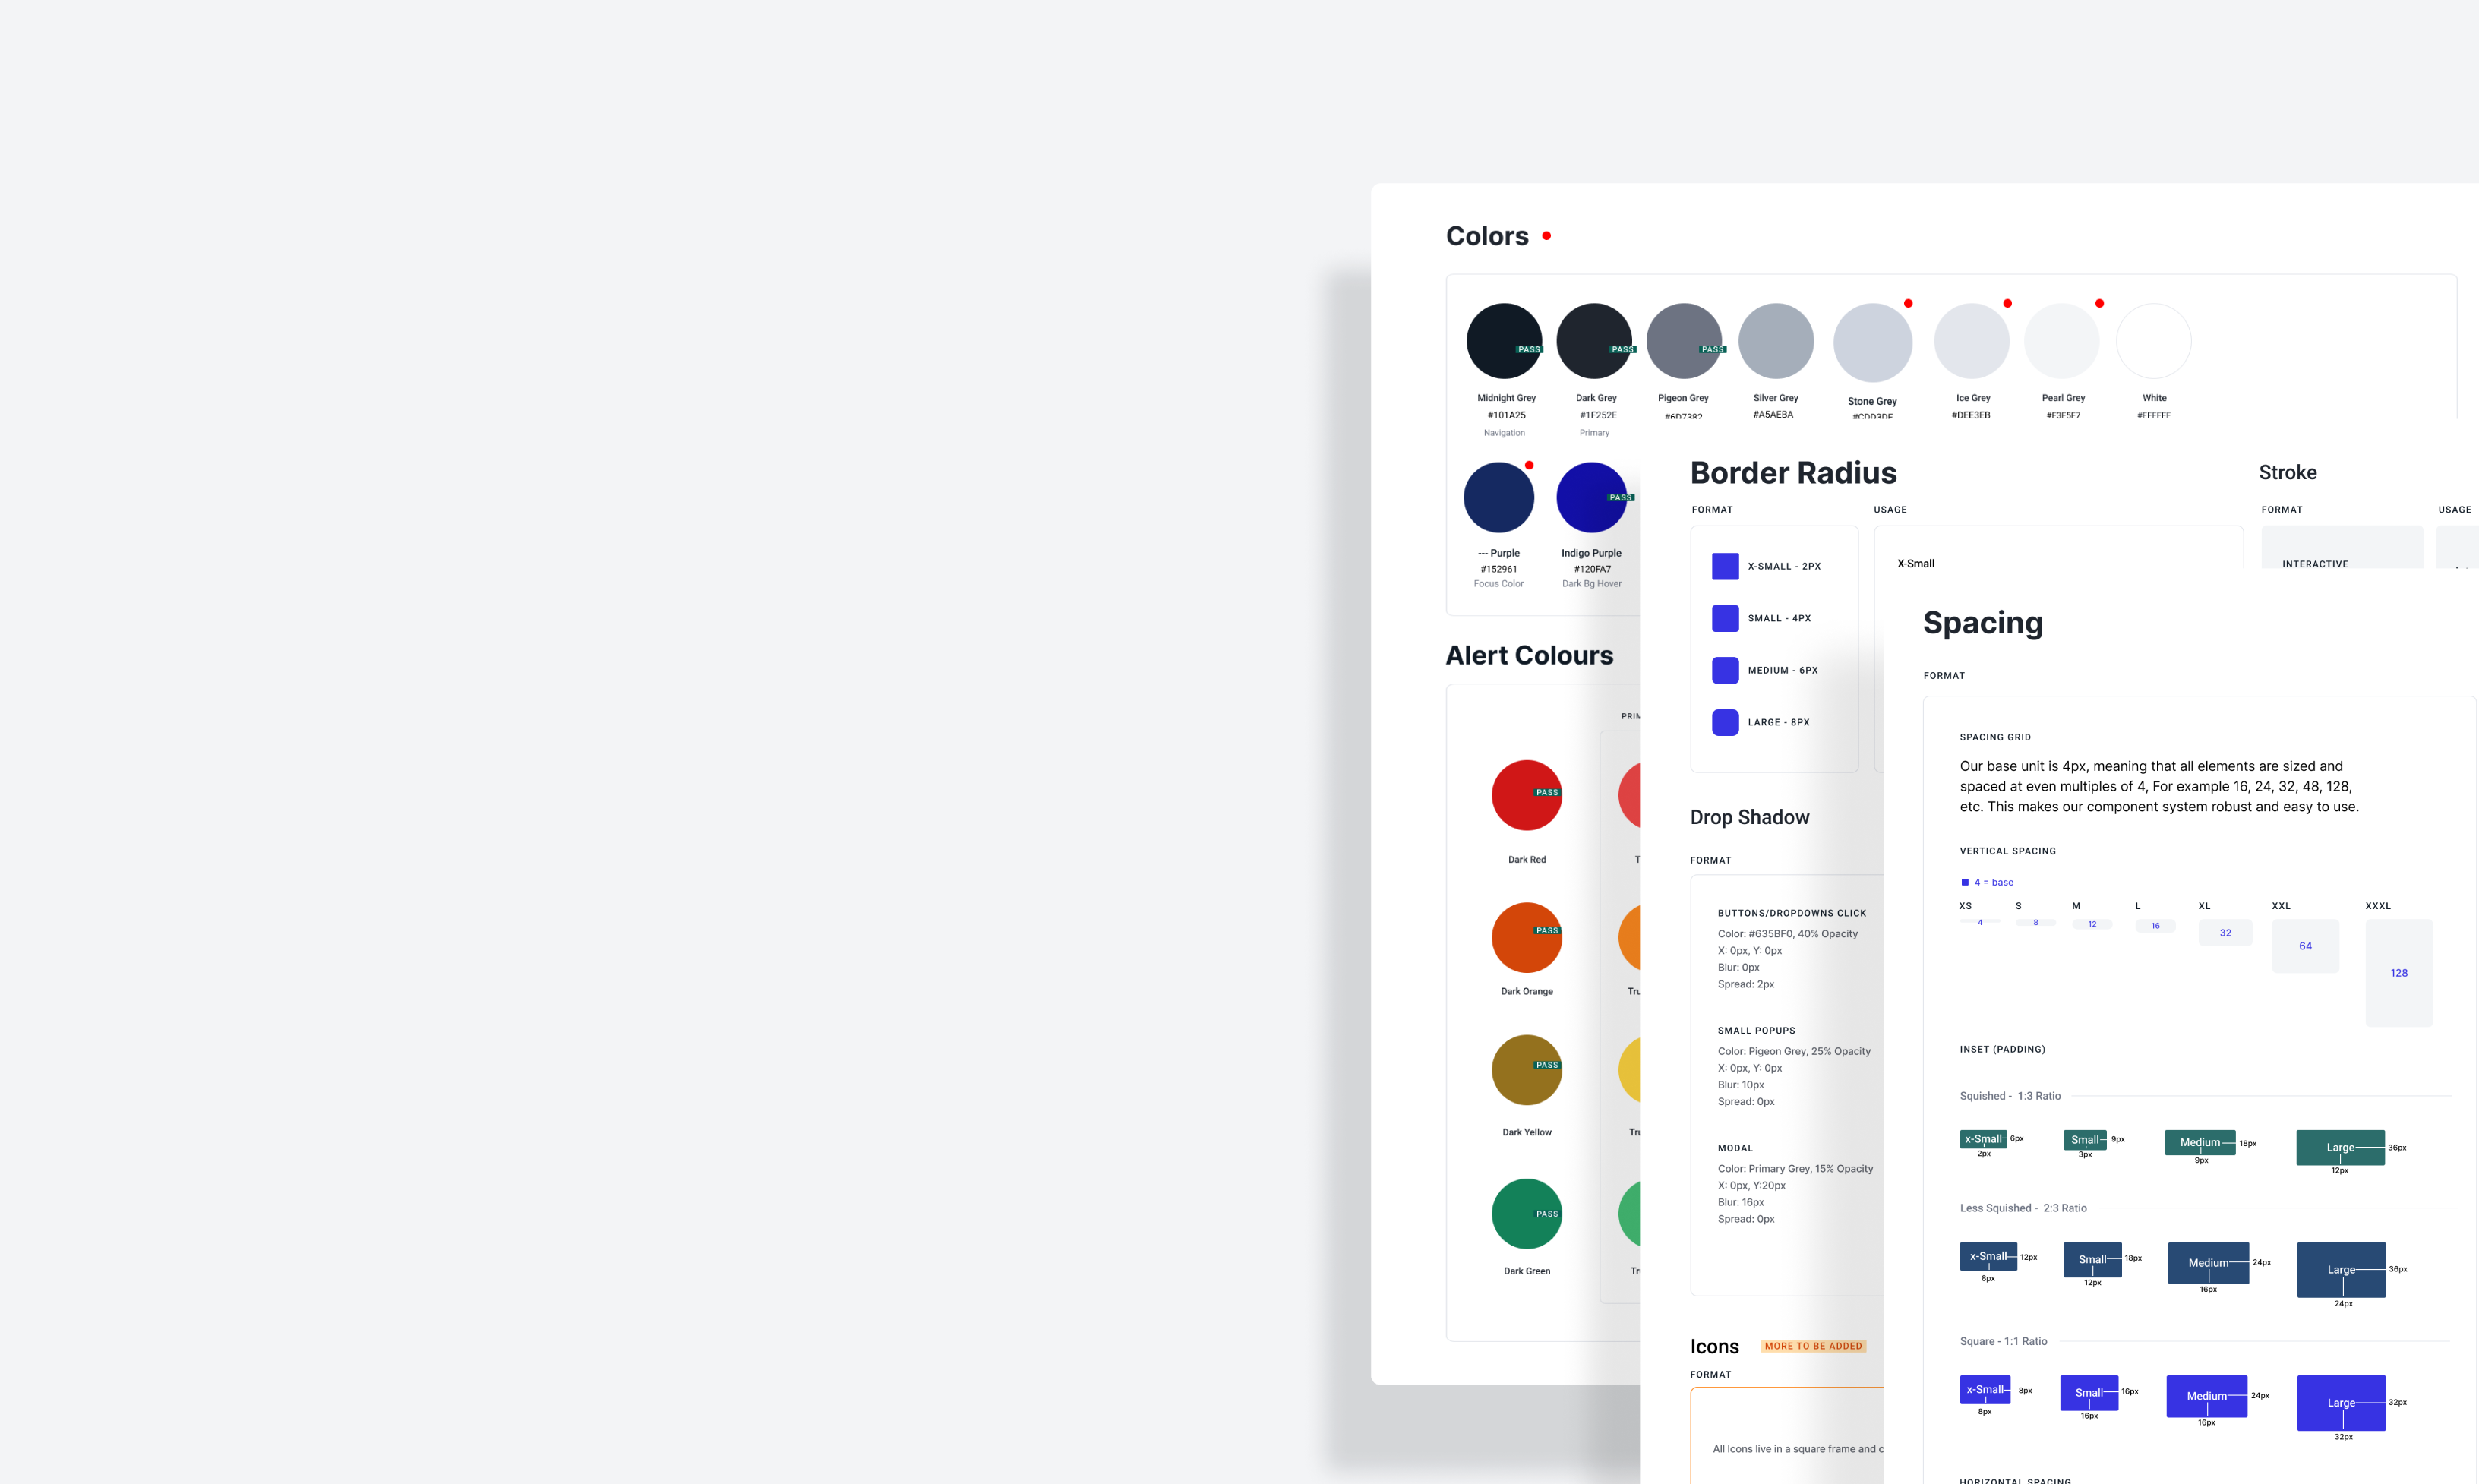 Colors
PASS
PASS
PASS
Midnight Grey
Dark Grey
Pigeon Grey
Silver Grey
Stone Grey
Ice Grey
Pearl Grey
White
#101A25
#1F252E
#6D7382
#A5AEBA
#CDD3DF
#DEE3EB
#F3F5F7
#FFFFFF
Navigation
Primary
PASS
--- Purple
Indigo Purple
#152961
#120FA7
Focus Color
Dark Bg Hover
Alert Colours
PRIM
PASS
Dark Red
T
PASS
Dark Orange
Tru
PASS
Dark Yellow
Tru
PASS
Dark Green
Tr
Border Radius
FORMAT
USAGE
X-SMALL - 2PX
SMALL - 4PX
MEDIUM - 6PX
LARGE - 8PX
X-Small
Stroke
FORMAT
USAGE
INTERACTIVE
Drop Shadow
FORMAT
BUTTONS/DROPDOWNS CLICK
Color: #635BF0, 40% Opacity
X: 0px, Y: 0px
Blur: 0px
Spread: 2px
SMALL POPUPS
Color: Pigeon Grey, 25% Opacity
X: 0px, Y: 0px
Blur: 10px
Spread: 0px
MODAL
Color: Primary Grey, 15% Opacity
X: 0px, Y:20px
Blur: 16px
Spread: 0px
Icons
MORE TO BE ADDED
FORMAT
All Icons live in a square frame and c
Spacing
FORMAT
SPACING GRID
Our base unit is 4px, meaning that all elements are sized and
spaced at even multiples of 4, For example 16, 24, 32, 48, 128,
etc. This makes our component system robust and easy to use.
VERTICAL SPACING
4 = base
XS
S
M
L
XL
XXL
XXXL
4
8
12
16
32
64
128
INSET (PADDING)
Squished - 1:3 Ratio
x-Small
6px
2px
Small
9px
3px
Medium
18px
9px
Large
36px
12px
Less Squished - 2:3 Ratio
x-Small
12px
8px
Small
18px
12px
Medium
24px
16px
Large
36px
24px
Square - 1:1 Ratio
x-Small
8px
8px
Small
16px
16px
Medium
24px
16px
Large
32px
32px
HORIZONTAL SPACING